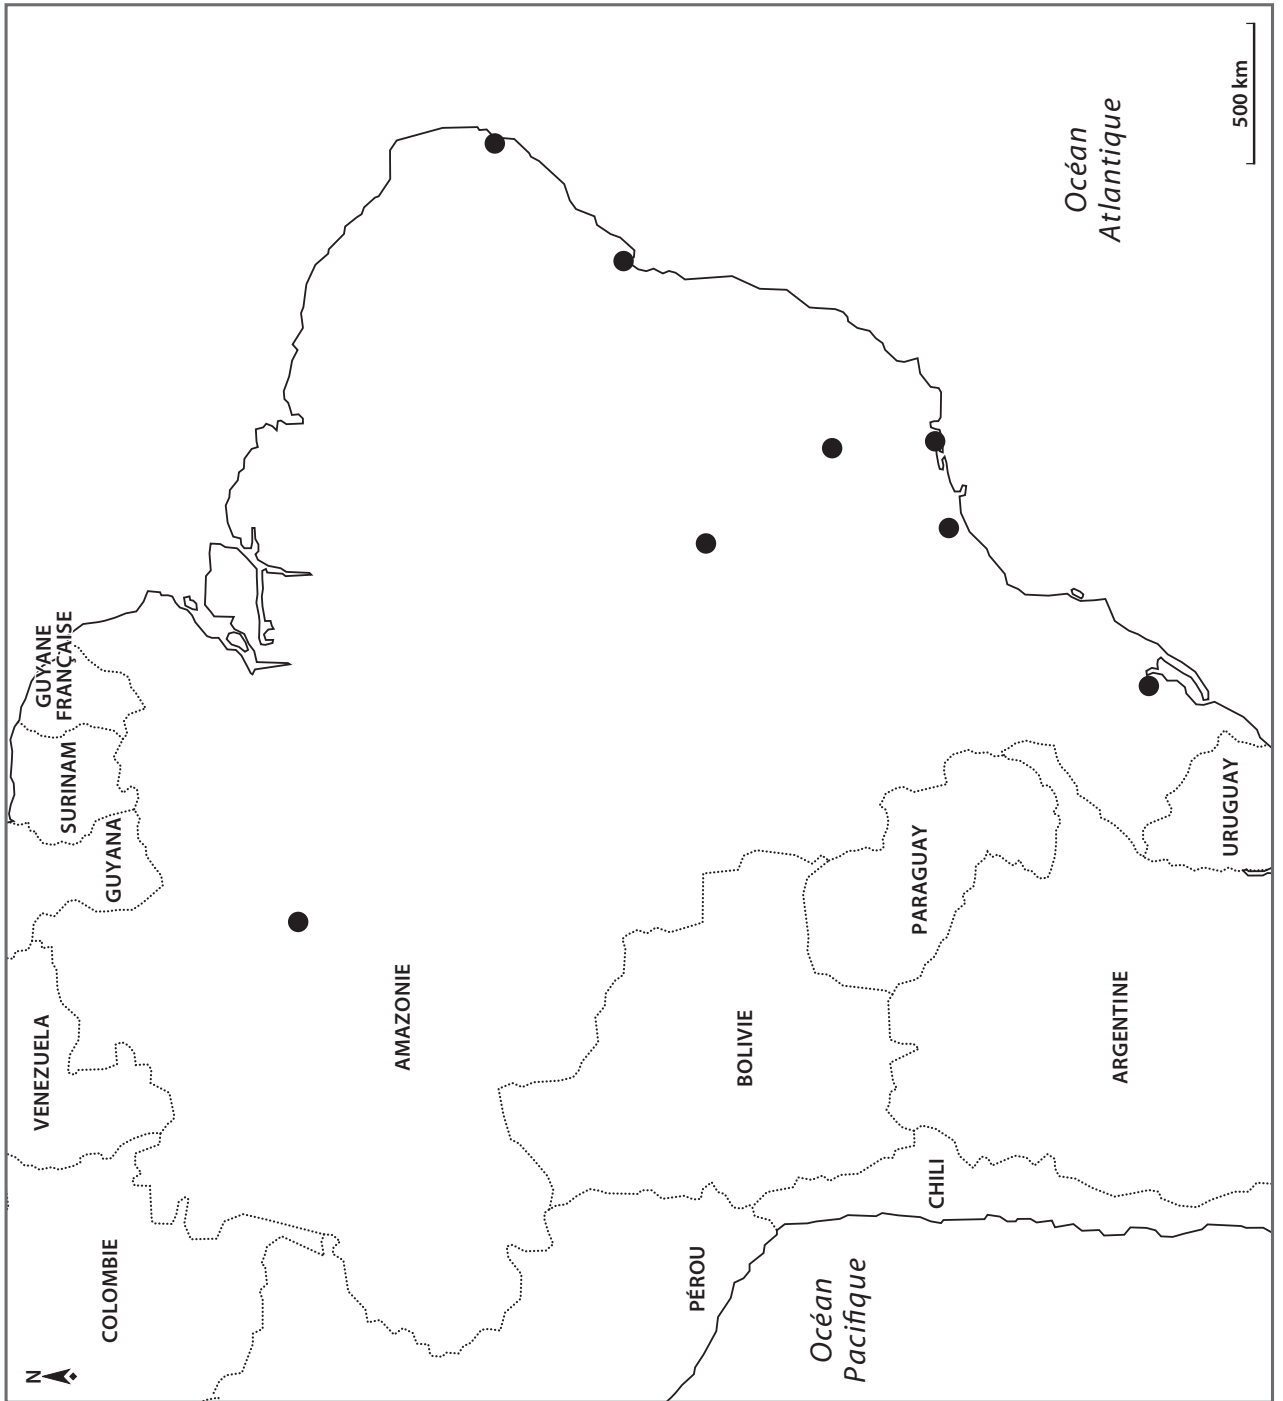 N
COLOMBIE
VENEZUELA
GUYANA
SURINAM
GUYANE
FRANÇAISE
AMAZONIE
PÉROU
BOLIVIE
PARAGUAY
CHILI
ARGENTINE
URUGUAY
Océan
Pacifique
Océan
Atlantique
500 km